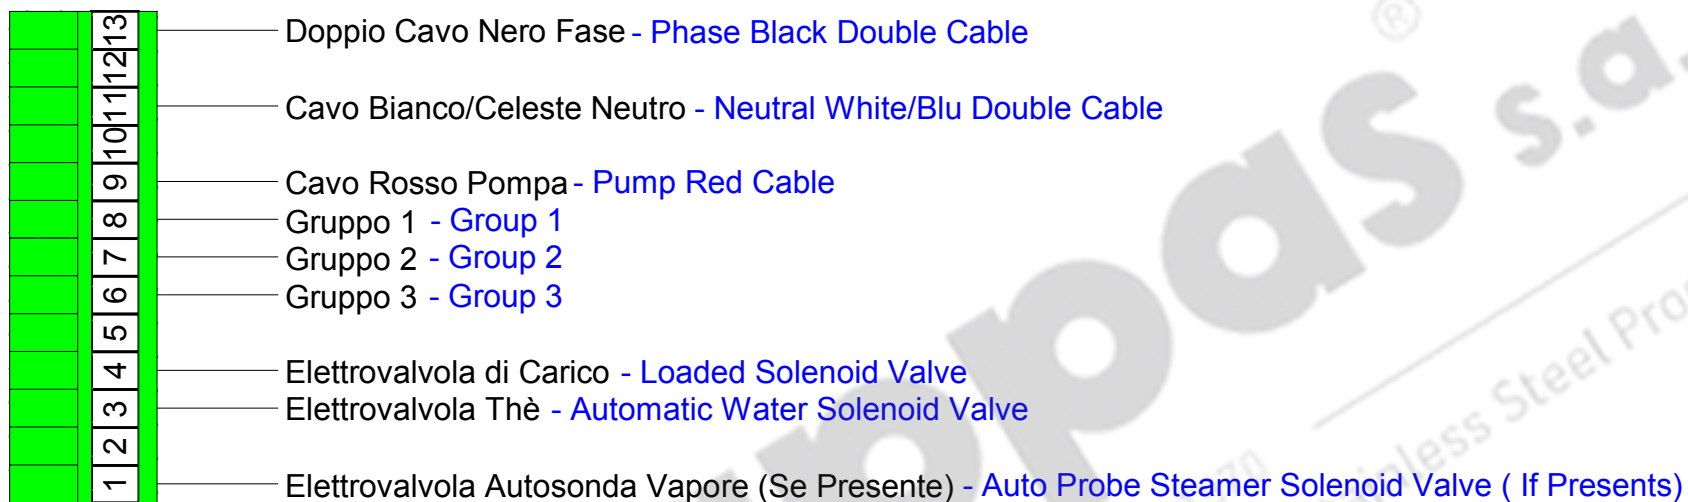 13 Doppio Cavo Nero Fase - Phase Black Double Cable
12
11 Cavo Bianco/Celeste Neutro - Neutral White/Blu Double Cable
10
9 Cavo Rosso Pompa - Pump Red Cable
8 Gruppo 1 - Group 1
7 Gruppo 2 - Group 2
6 Gruppo 3 - Group 3
5
4 Elettrovalvola di Carico - Loaded Solenoid Valve
3 Elettrovalvola Thè - Automatic Water Solenoid Valve
2
1 Elettrovalvola Autosonda Vapore (Se Presente) - Auto Probe Steamer Solenoid Valve ( If Presents)
®
s.a.
Steel